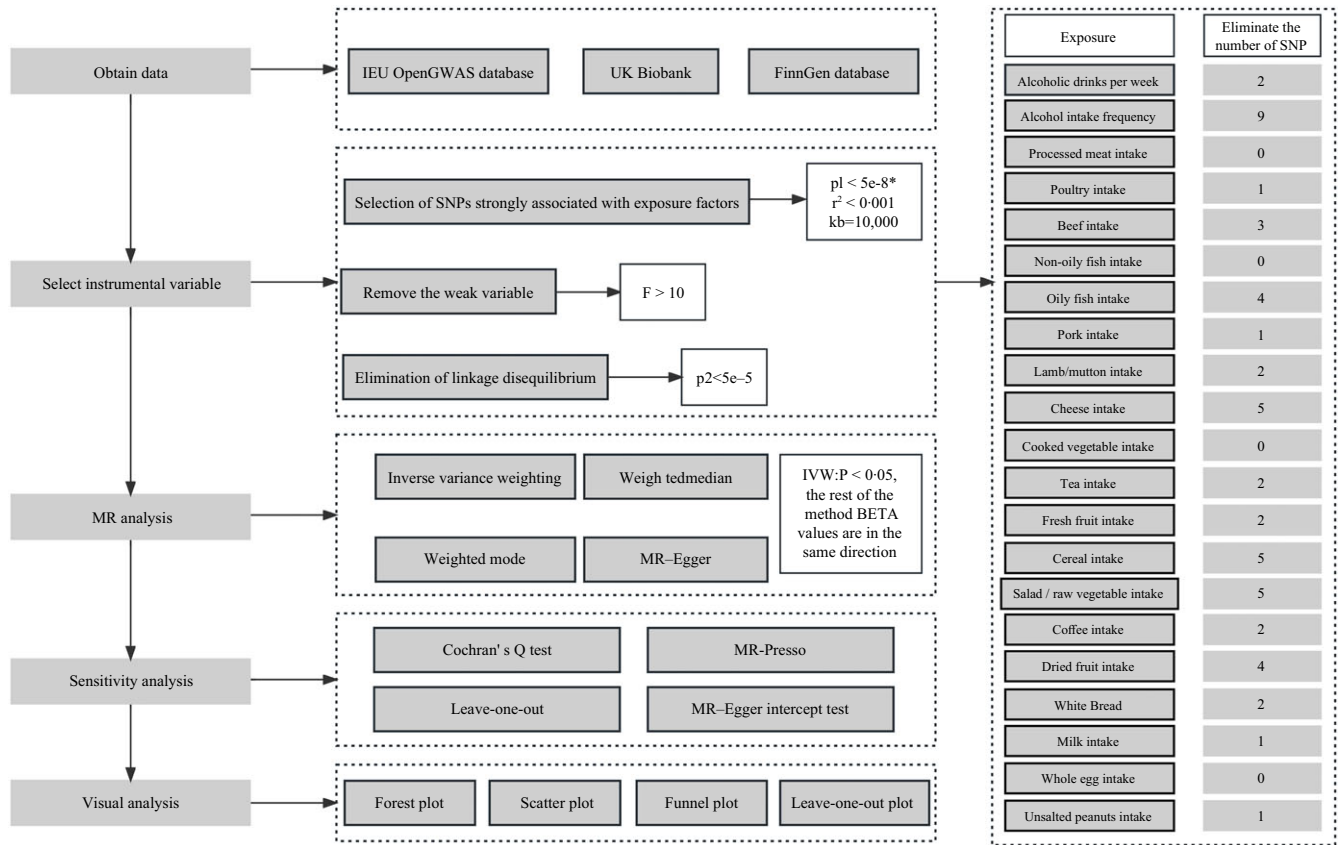 Obtain data
IEU OpenGWAS database
UK Biobank
FinnGen database
Select instrumental variable
Selection of SNPs strongly associated with exposure factors
pl < 5e-8*
r² < 0·001
kb=10,000
Remove the weak variable
F > 10
Elimination of linkage disequilibrium
p2<5e–5
MR analysis
Inverse variance weighting
Weigh tedmedian
Weighted mode
MR–Egger
IVW:P < 0·05,
the rest of the
method BETA
values are in the
same direction
Sensitivity analysis
Cochran' s Q test
MR-Presso
Leave-one-out
MR–Egger intercept test
Visual analysis
Forest plot
Scatter plot
Funnel plot
Leave-one-out plot
Exposure
Eliminate the
number of SNP
Alcoholic drinks per week 2
Alcohol intake frequency 9
Processed meat intake 0
Poultry intake 1
Beef intake 3
Non-oily fish intake 0
Oily fish intake 4
Pork intake 1
Lamb/mutton intake 2
Cheese intake 5
Cooked vegetable intake 0
Tea intake 2
Fresh fruit intake 2
Cereal intake 5
Salad / raw vegetable intake 5
Coffee intake 2
Dried fruit intake 4
White Bread 2
Milk intake 1
Whole egg intake 0
Unsalted peanuts intake 1